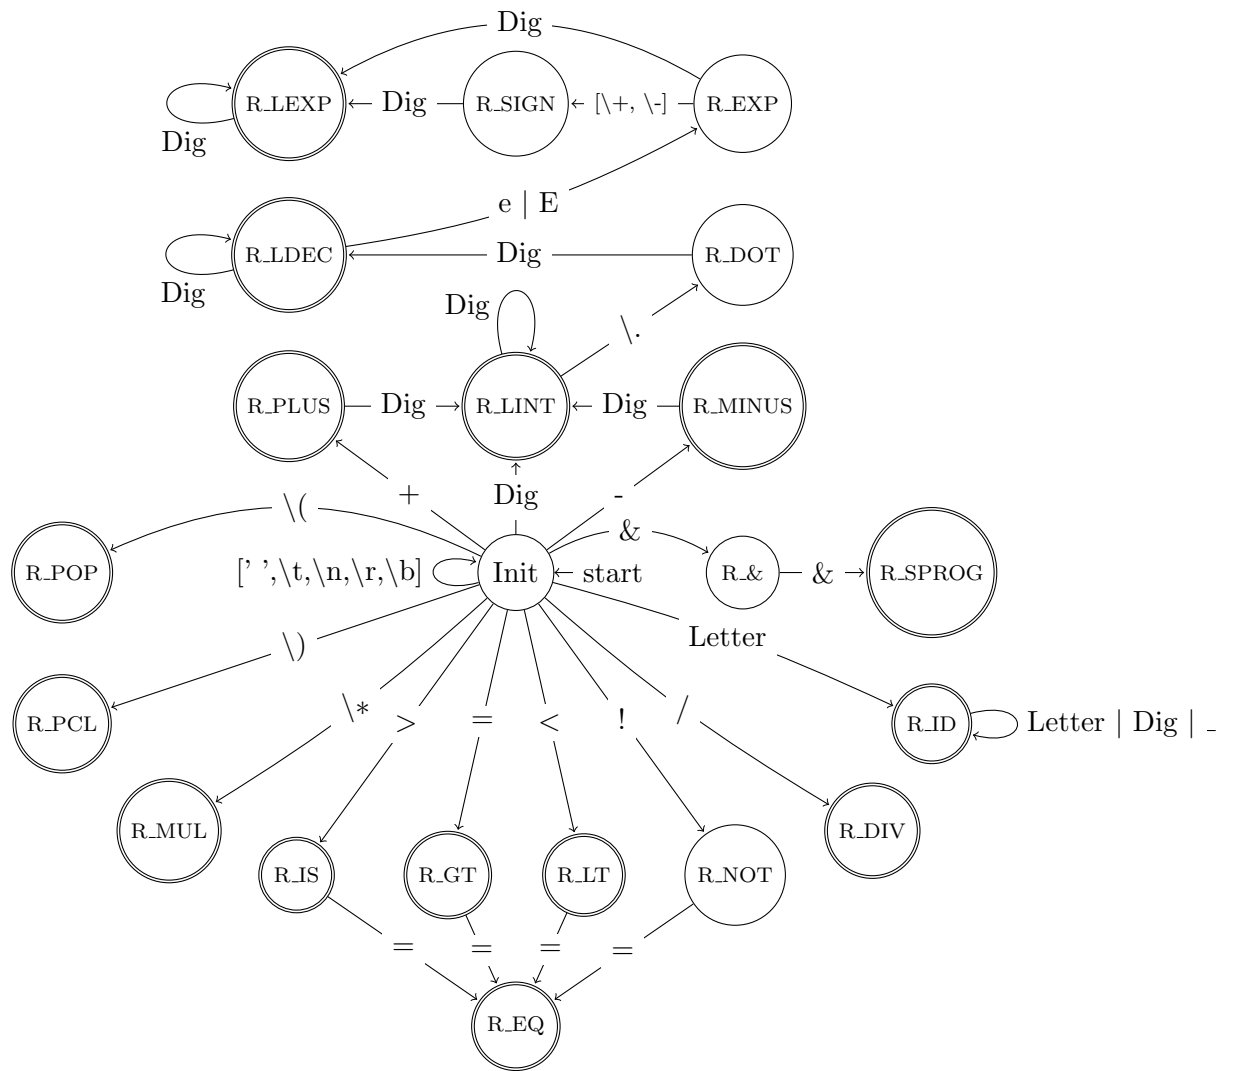 Dig
R_LEXP Dig R_SIGN [\+, \-] R_EXP
Dig
e | E
R_LDEC Dig R_DOT
Dig
Dig
\.
R_PLUS Dig R_LINT Dig R_MINUS
+ Dig -
\(
&
R_POP [' ',\t,\n,\r,\b] Init start R_& & R_SPROG
\)
Letter
\* > = < ! /
R_PCL R_ID Letter | Dig | _
R_MUL R_DIV
R_IS R_GT R_LT R_NOT
= = = =
R_EQ